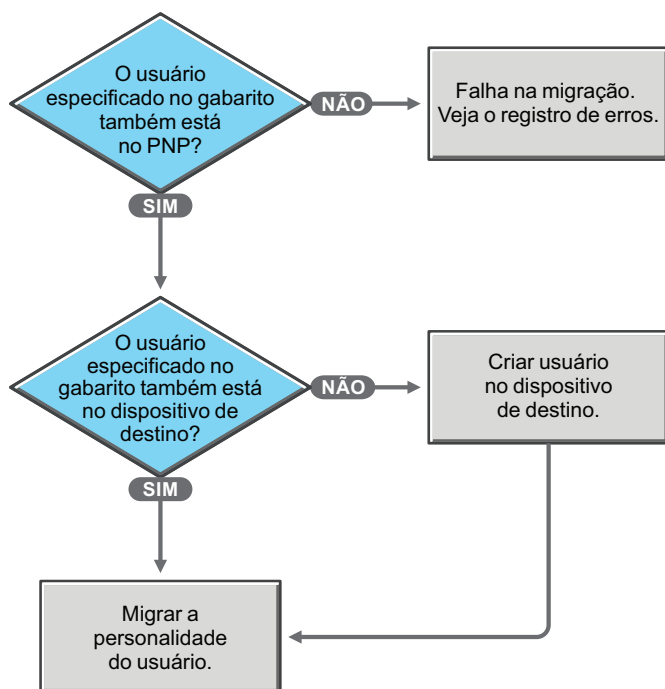 O usuário
especificado no gabarito
também está
no PNP?
NÃO
Falha na migração.
Veja o registro de erros.
SIM
O usuário
especificado no
gabarito também está
no dispositivo de
destino?
NÃO
Criar usuário
no dispositivo
de destino.
SIM
Migrar a
personalidade
do usuário.